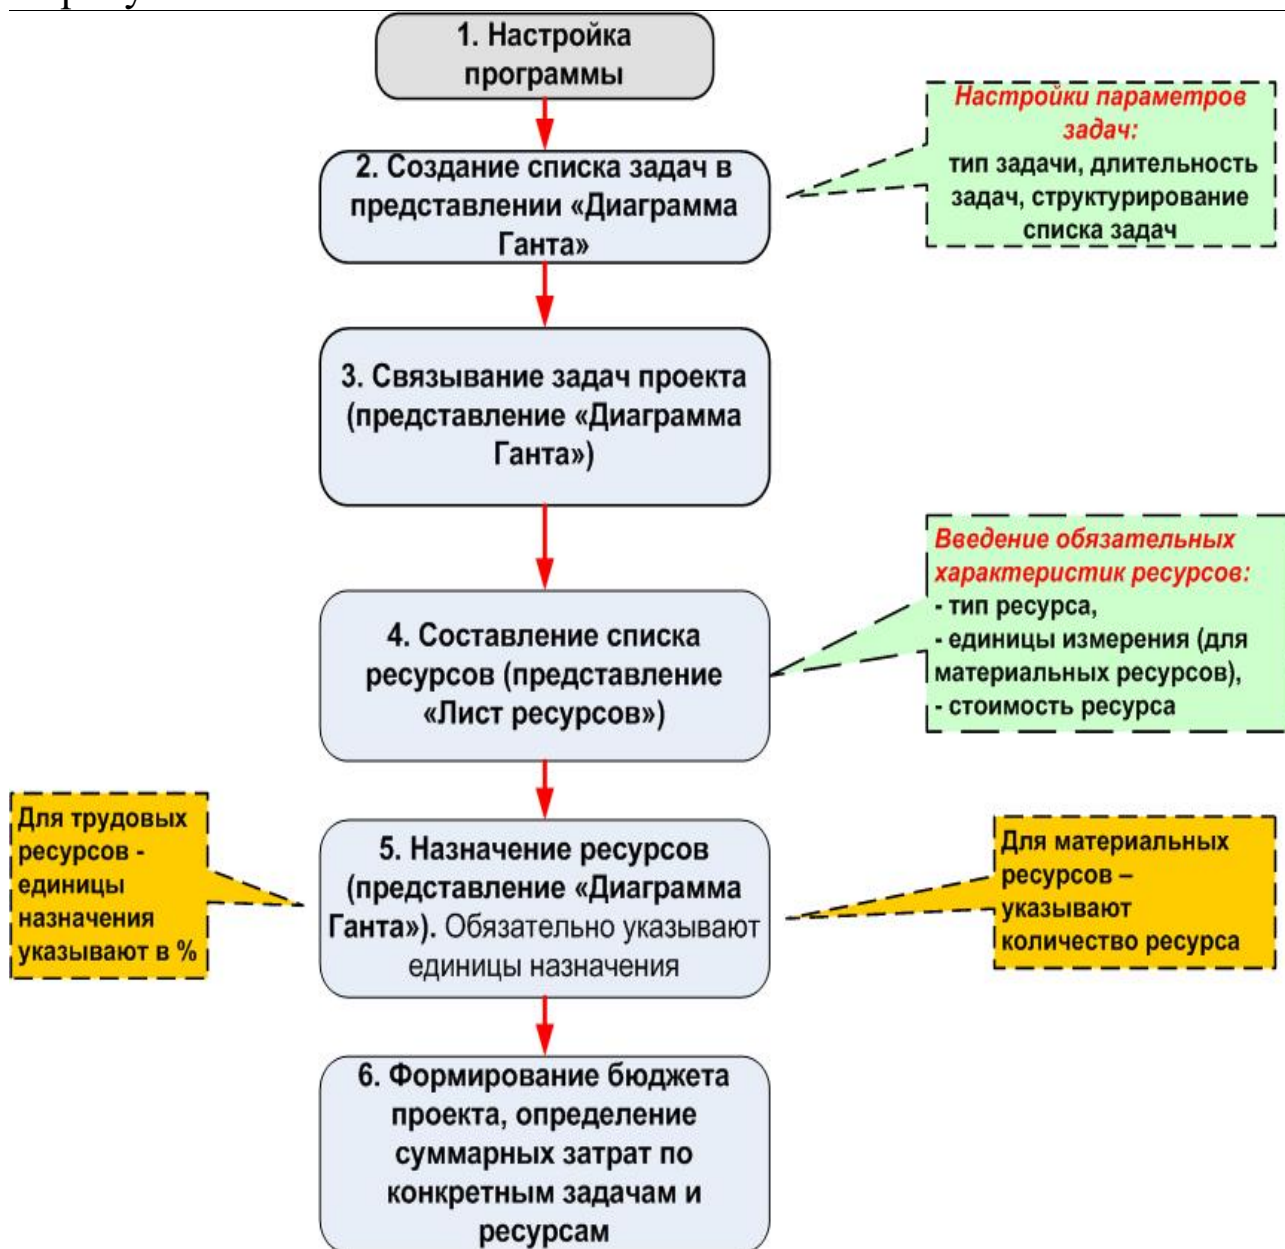 1. Настройка
программы
Настройки параметров
задач:
тип задачи, длительность
задач, структурирование
списка задач
2. Создание списка задач в
представлении «Диаграмма
Ганта»
3. Связывание задач проекта
(представление «Диаграмма
Ганта»)
Введение обязательных
характеристик ресурсов:
- тип ресурса,
- единицы измерения (для
материальных ресурсов),
- стоимость ресурса
4. Составление списка
ресурсов (представление
«Лист ресурсов»)
Для трудовых
ресурсов -
единицы
назначения
указывают в %
5. Назначение ресурсов
(представление «Диаграмма
Ганта»). Обязательно указывают
единицы назначения
Для материальных
ресурсов –
указывают
количество ресурса
6. Формирование бюджета
проекта, определение
суммарных затрат по
конкретным задачам и
ресурсам